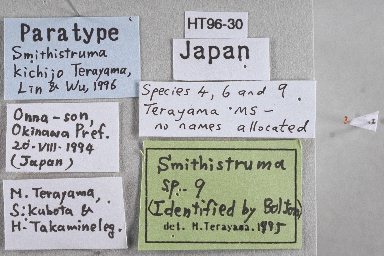 Paratype
Smithistruma
kichijo Terayama,
Lin & Wu, 1996
Onna-son,
Okinawa Pref.
20-VIII-1994
(Japan)
M. Terayama,
S. Kubota &
H. Takamine leg.
HT96-30
Japan
Species 4, 6 and 9.
Terayama MS -
no names allocated
Smithistruma
sp. 9
(Identified by Bolton)
det. M. Terayama. 1995